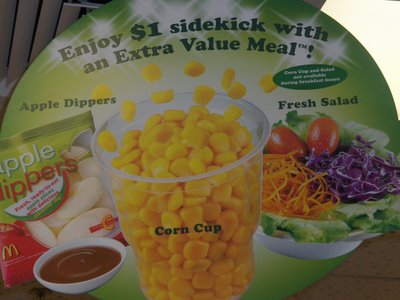 Enjoy $1 sidekick with
an Extra Value Meal™!
Corn Cup and Salad
not available
during breakfast hours
Apple Dippers
Fresh Salad
apple
dippers
Corn Cup